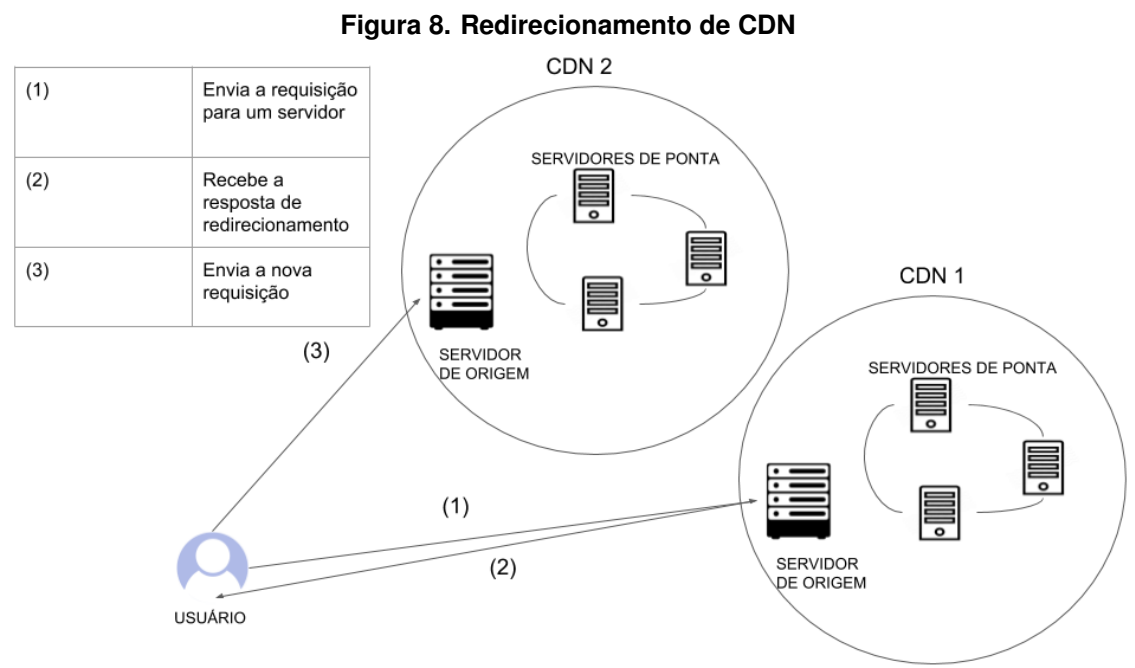 Figura 8. Redirecionamento de CDN
(1)
Envia a requisição
para um servidor
(2)
Recebe a
resposta de
redirecionamento
(3)
Envia a nova
requisição
CDN 2
SERVIDORES DE PONTA
SERVIDOR
DE ORIGEM
CDN 1
SERVIDORES DE PONTA
SERVIDOR
DE ORIGEM
(3)
(1)
(2)
USUÁRIO